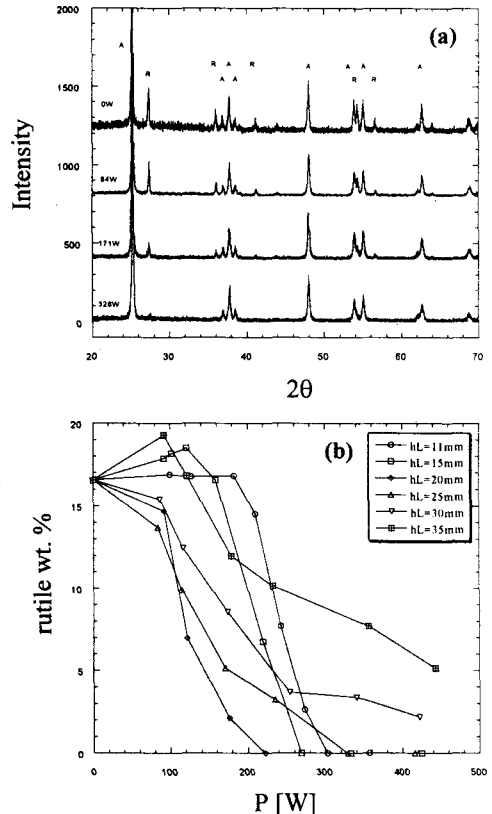 2000
(a)
A
R
R
A
A
A
R
A
A
R
A
R
A
1500
0W
Intensity
1000
84W
500
171W
328W
0
20
30
40
50
60
70
2θ
20
(b)
hL=11mm
hL=15mm
hL=20mm
hL=25mm
hL=30mm
hL=35mm
15
rutile wt. %
10
5
0
0
100
200
300
400
500
P [W]